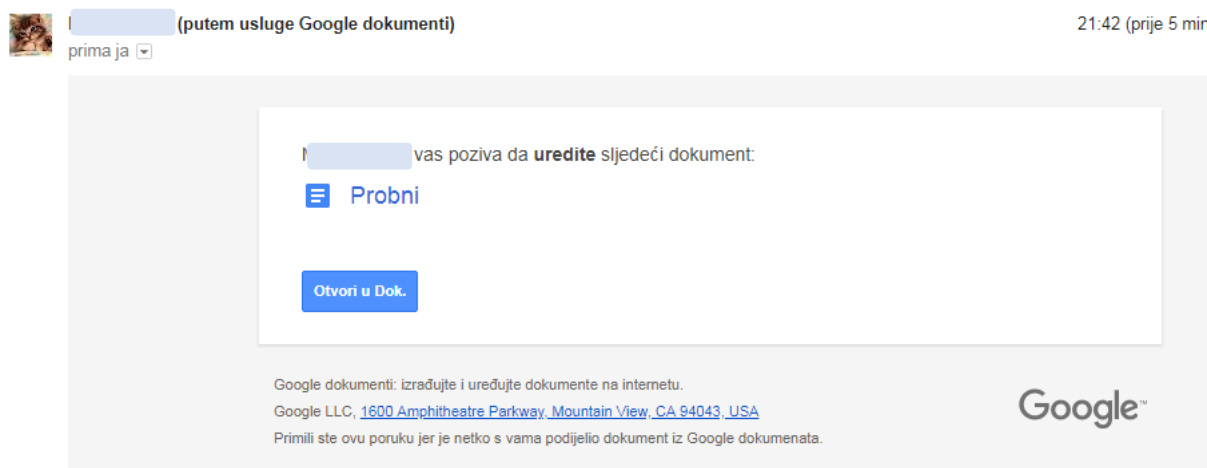 (putem usluge Google dokumenti)
21:42 (prije 5 min
prima ja
vas poziva da uredite sljedeći dokument:
Probni
Otvori u Dok.
Google dokumenti: izrađujte i uređujte dokumente na internetu.
Google LLC, 1600 Amphitheatre Parkway, Mountain View, CA 94043, USA
Primili ste ovu poruku jer je netko s vama podijelio dokument iz Google dokumenata.
Google™